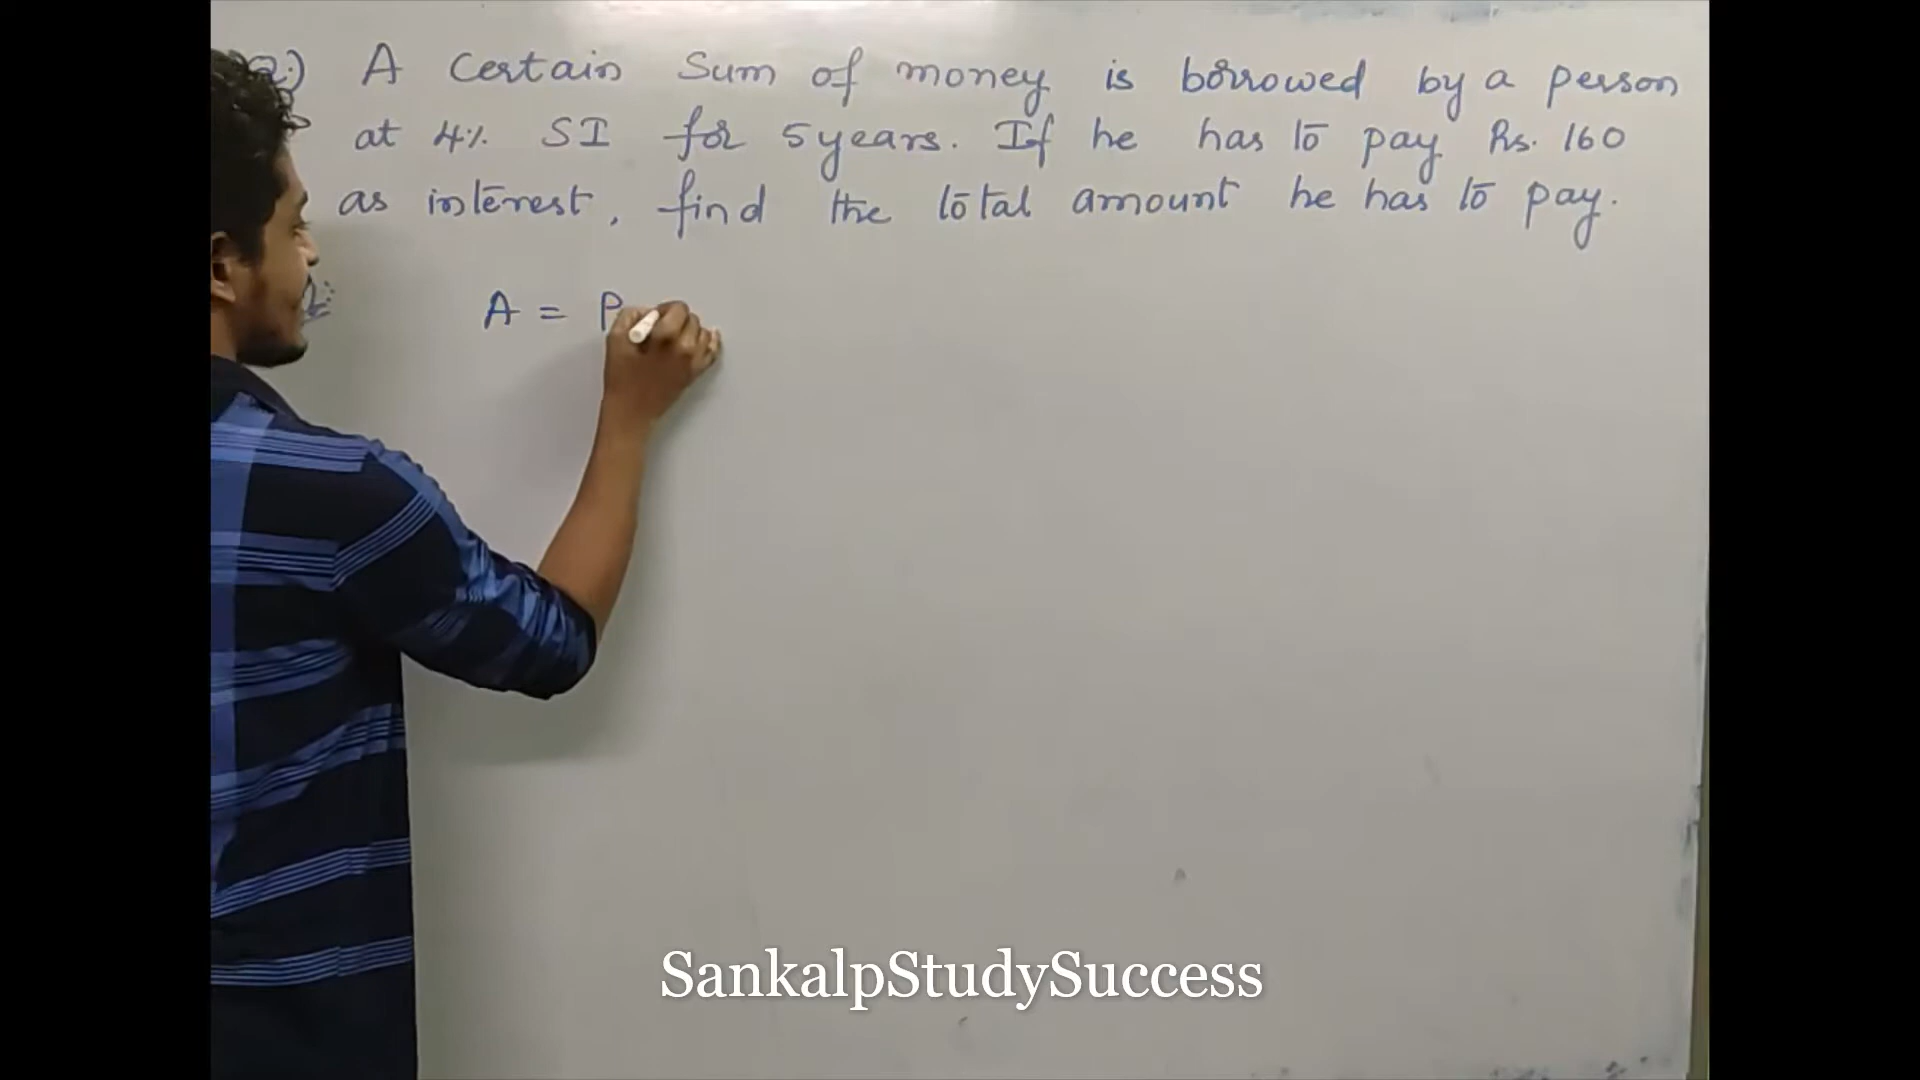 Q.) A Certain Sum of money is borrowed by a person
at 4% SI for 5 years. If he has to pay Rs. 160
as interest, find the total amount he has to pay.
A = P
SankalpStudySuccess